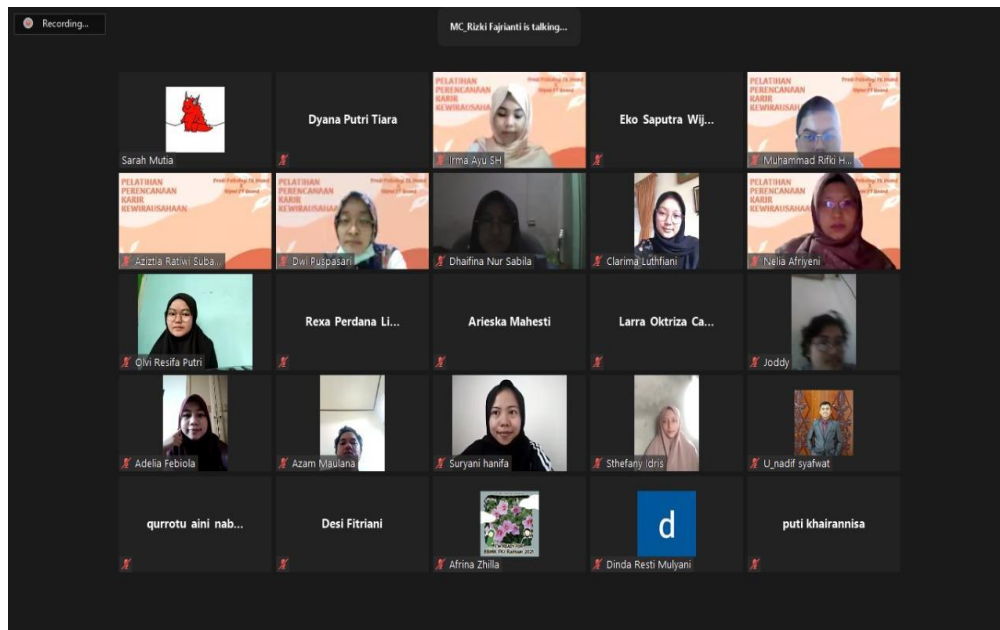 Recording...
MC_Rizki Fajrianti is talking...
Sarah Mutia
Dyana Putri Tiara
PELATIHAN
PERENCANAAN
KARIR
KEWIRAUSAHA
Irma Ayu SH
Eko Saputra Wij...
PELATIHAN
PERENCANAAN
KARIR
KEWIRAUSAHA
Muhammad Rifki H...
PELATIHAN
PERENCANAAN
KARIR
KEWIRAUSAHAAN
Aziztia Ratiwi Suba...
PELATIHAN
PERENCANAAN
KARIR
KEWIRAUSAHAA
Dwi Puspasari
Dhaifina Nur Sabila
Clarima Luthfiani
PELATIHAN
PERENCANAAN
KARIR
KEWIRAUSAHAA
Nelia Afriyeni
Olvi Resifa Putri
Rexa Perdana Li...
Arieska Mahesti
Larra Oktriza Ca...
Joddy
Adelia Febiola
Azam Maulana
Suryani hanifa
Sthefany Idris
U_nadif syafwat
qurrotu aini nab...
Desi Fitriani
Afrina Zhilla
d
Dinda Resti Mulyani
puti khairannisa